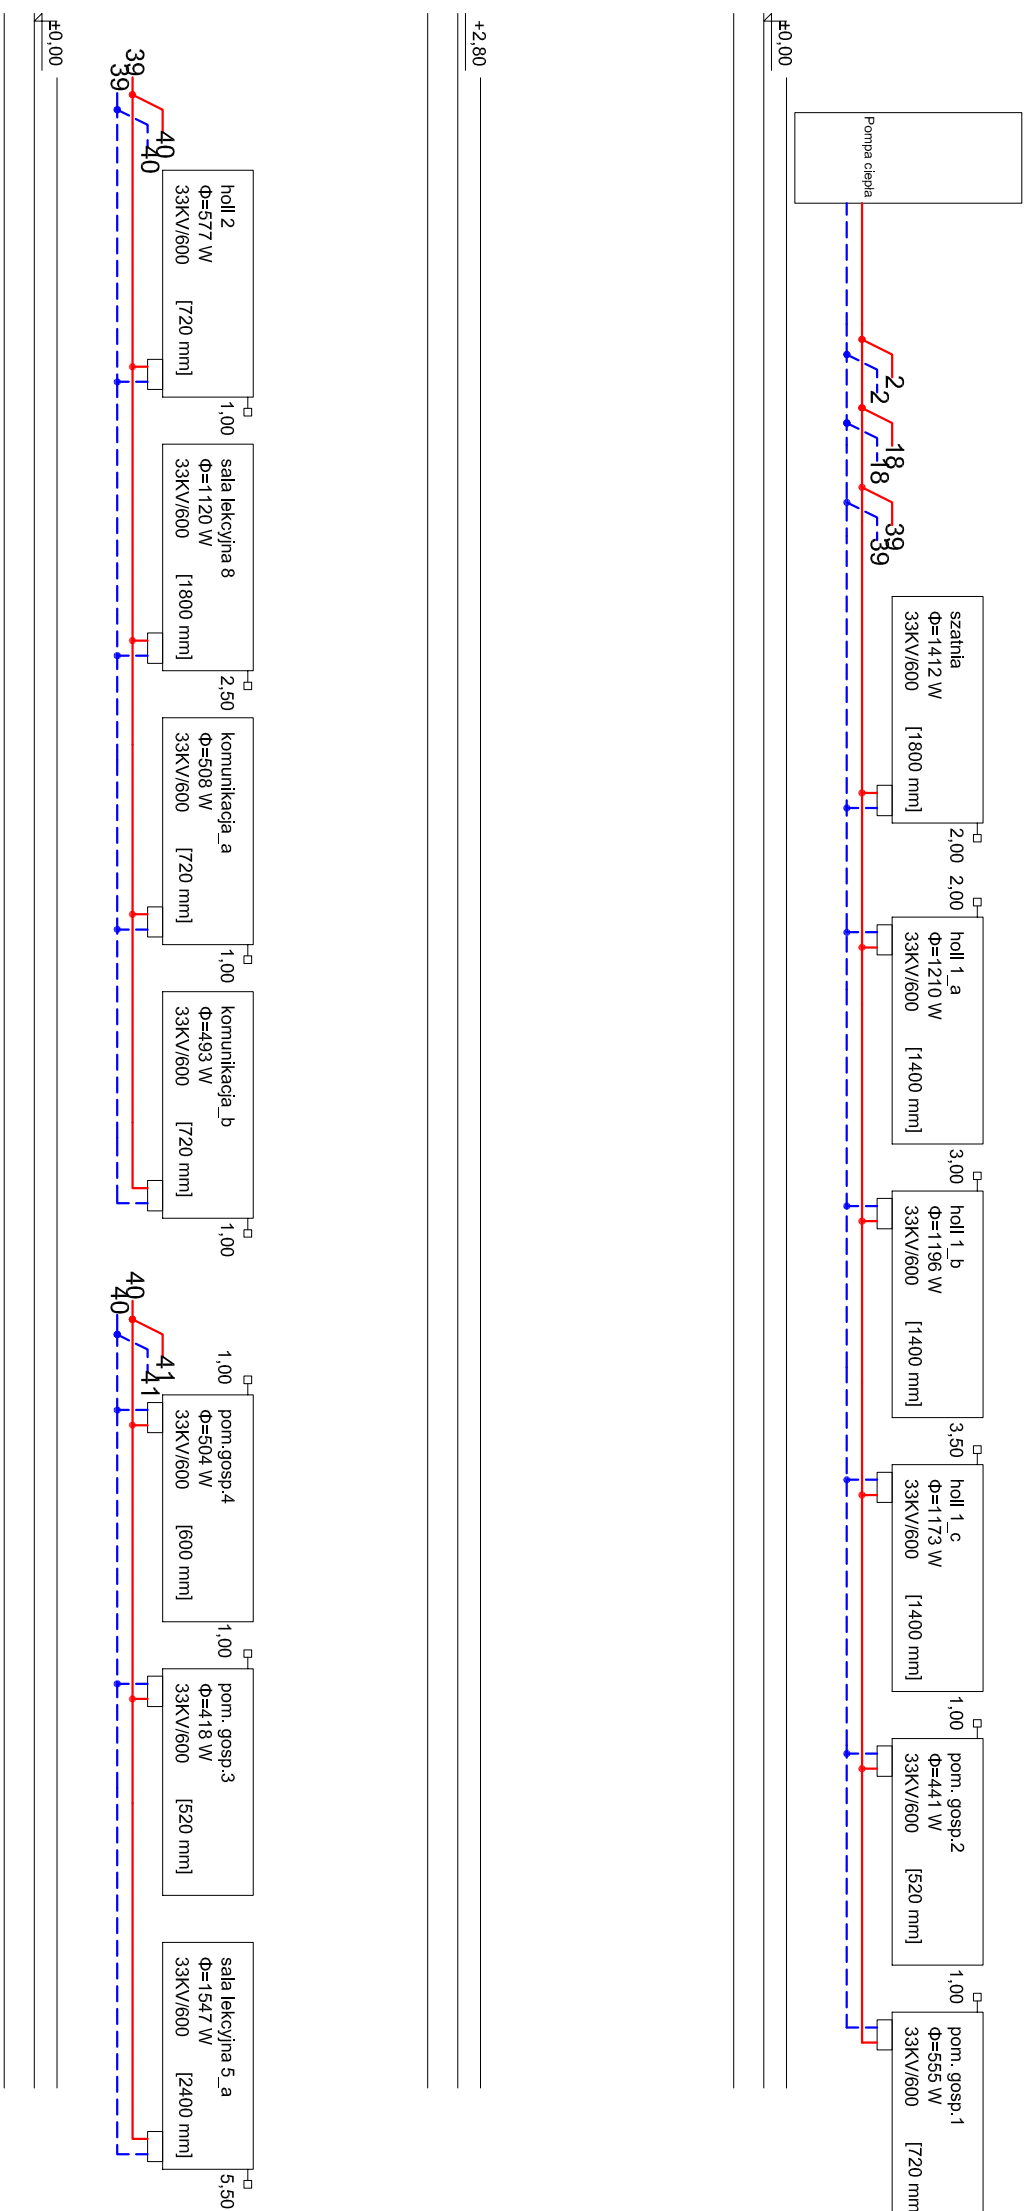 ±0,00
Pompa ciepła
2
2
18
18
39
39
szatnia
Φ=1412 W
33KV/600 [1800 mm]
2,00
2,00
holl 1_a
Φ=1210 W
33KV/600 [1400 mm]
3,00
holl 1_b
Φ=1196 W
33KV/600 [1400 mm]
3,50
holl 1_c
Φ=1173 W
33KV/600 [1400 mm]
1,00
pom. gosp.2
Φ=441 W
33KV/600 [520 mm]
1,00
pom. gosp.1
Φ=555 W
33KV/600 [720 mm
+2,80
±0,00
39
39
40
40
holl 2
Φ=577 W
33KV/600 [720 mm]
1,00
sala lekcyjna 8
Φ=1120 W
33KV/600 [1800 mm]
2,50
komunikacja_a
Φ=508 W
33KV/600 [720 mm]
1,00
komunikacja_b
Φ=493 W
33KV/600 [720 mm]
1,00
40
40
41
41
1,00
pom.gosp.4
Φ=504 W
33KV/600 [600 mm]
1,00
pom. gosp.3
Φ=418 W
33KV/600 [520 mm]
sala lekcyjna 5_a
Φ=1547 W
33KV/600 [2400 mm]
5,50